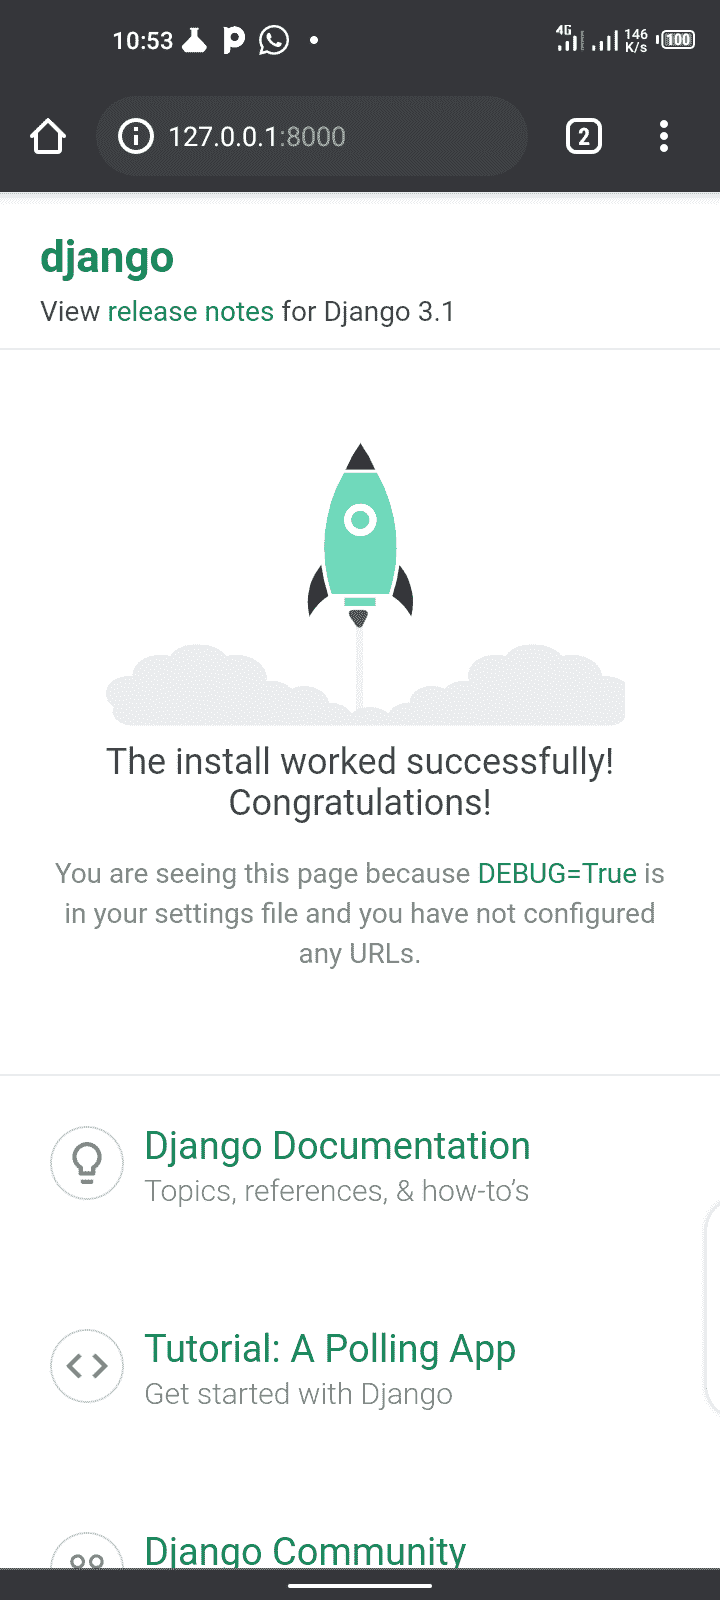 10:53
4G
146
K/s
100
127.0.0.1:8000
2
django
View release notes for Django 3.1
The install worked successfully!
Congratulations!
You are seeing this page because DEBUG=True is
in your settings file and you have not configured
any URLs.
Django Documentation
Topics, references, & how-to's
Tutorial: A Polling App
Get started with Django
Django Community